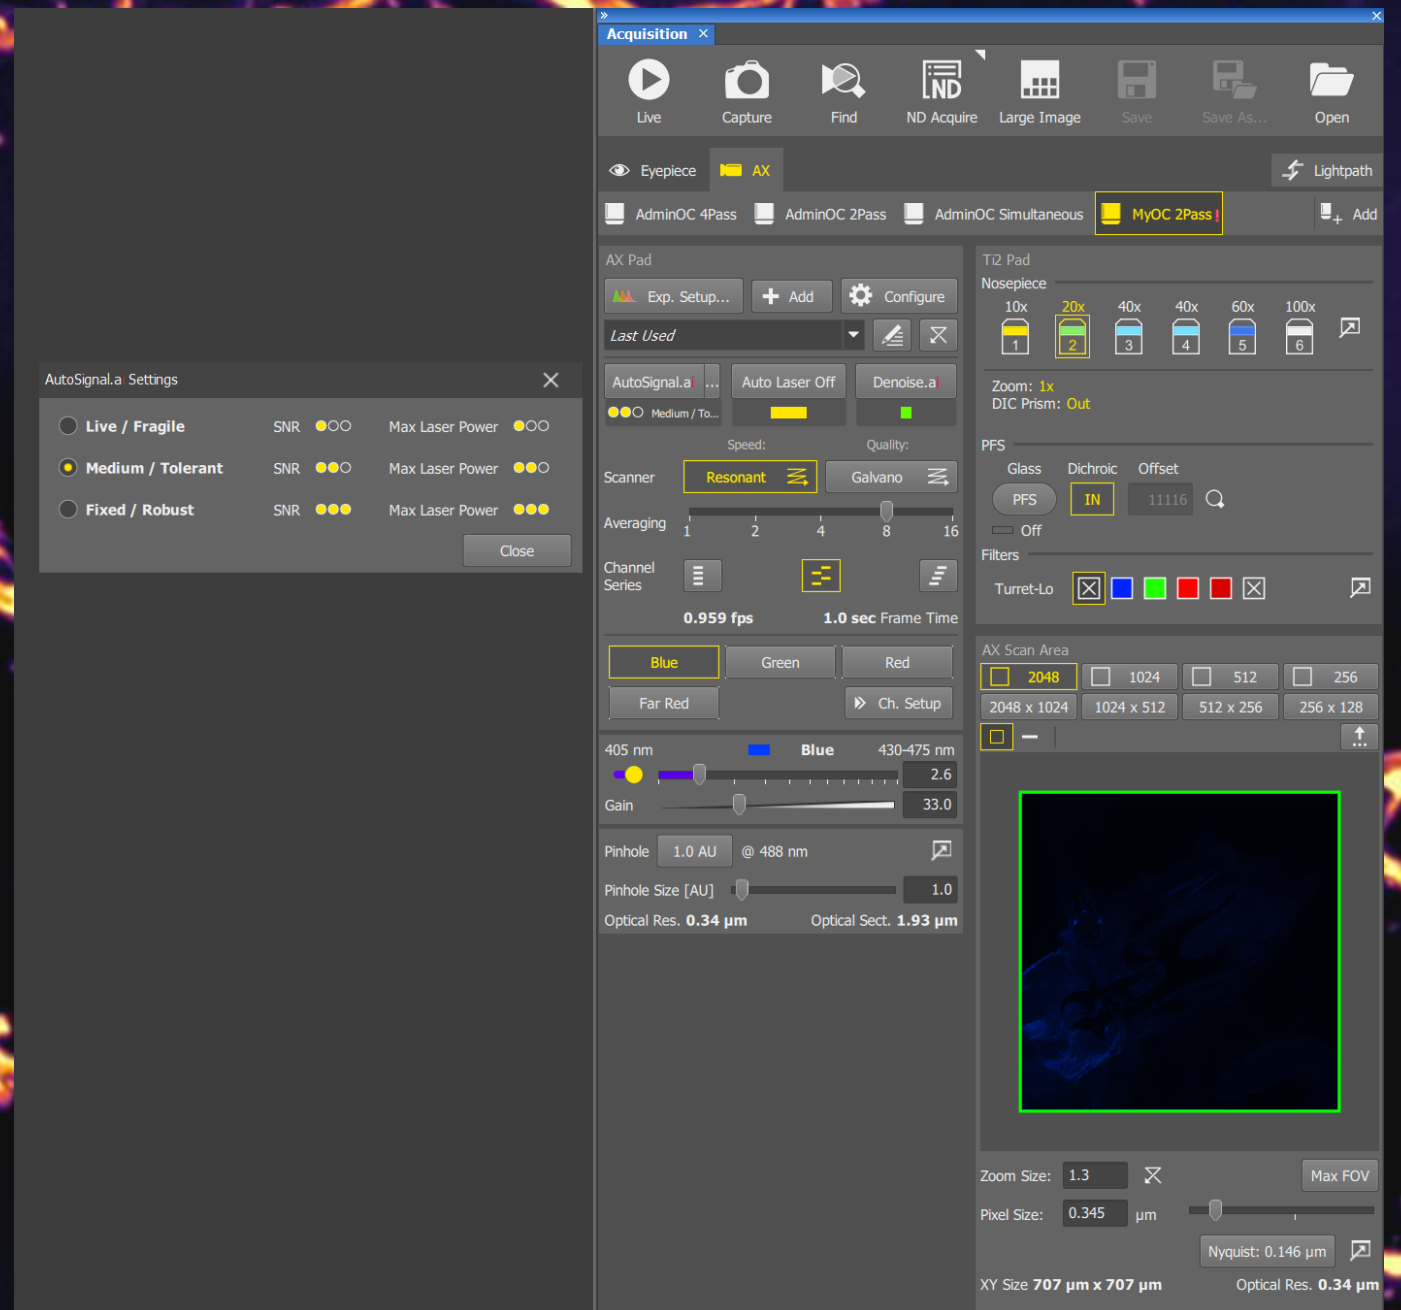 Acquisition
Live
Capture
Find
ND
ND Acquire
Large Image
Save
Save As...
Open
Eyepiece
AX
Lightpath
AdminOC 4Pass
AdminOC 2Pass
AdminOC Simultaneous
MyOC 2Pass!
Add
AX Pad
Exp. Setup...
Add
Configure
Last Used
AutoSignal.ai
...
Auto Laser Off
Denoise.ai
Medium / To...
Speed:
Quality:
Scanner
Resonant
Galvano
Averaging
1 2 4 8 16
Channel
Series
0.959 fps
1.0 sec Frame Time
Blue
Green
Red
Far Red
Ch. Setup
405 nm
Blue
430-475 nm
2.6
Gain
33.0
Pinhole
1.0 AU
@ 488 nm
Pinhole Size [AU]
1.0
Optical Res. 0.34 µm
Optical Sect. 1.93 µm
Ti2 Pad
Nosepiece
10x 20x 40x 40x 60x 100x
1 2 3 4 5 6
Zoom: 1x
DIC Prism: Out
PFS
Glass Dichroic Offset
PFS
IN
11116
Off
Filters
Turret-Lo
AX Scan Area
2048
1024
512
256
2048 x 1024
1024 x 512
512 x 256
256 x 128
Zoom Size: 1.3
Max FOV
Pixel Size: 0.345 µm
Nyquist: 0.146 µm
XY Size 707 µm x 707 µm
Optical Res. 0.34 µm
AutoSignal.ai Settings
Live / Fragile SNR Max Laser Power
Medium / Tolerant SNR Max Laser Power
Fixed / Robust SNR Max Laser Power
Close